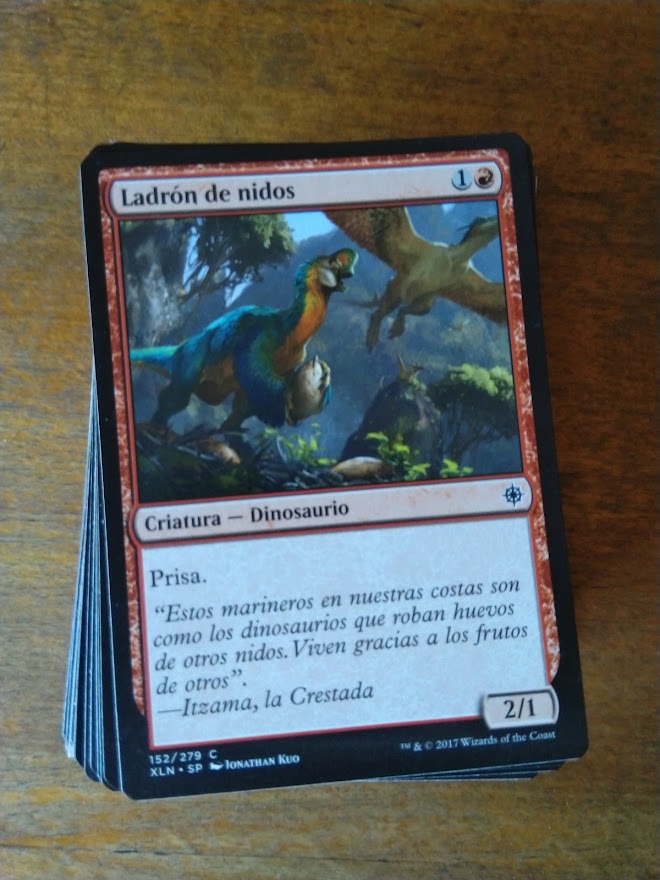 Ladrón de nidos 1
Criatura — Dinosaurio
Prisa.
“Estos marineros en nuestras costas son
como los dinosaurios que roban huevos
de otros nidos. Viven gracias a los frutos
de otros”.
—Itzama, la Crestada
2/1
152/279 C
XLN • SP Jonathan Kuo
™ & © 2017 Wizards of the Coast